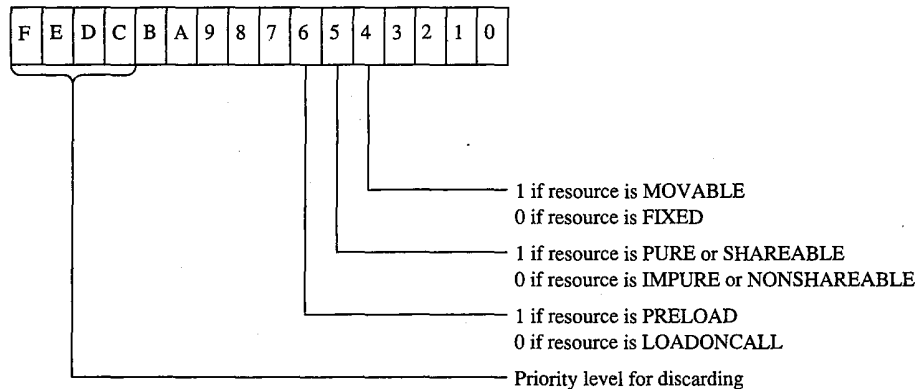 F E D C B A 9 8 7 6 5 4 3 2 1 0
1 if resource is MOVABLE
0 if resource is FIXED
1 if resource is PURE or SHAREABLE
0 if resource is IMPURE or NONSHAREABLE
1 if resource is PRELOAD
0 if resource is LOADONCALL
Priority level for discarding